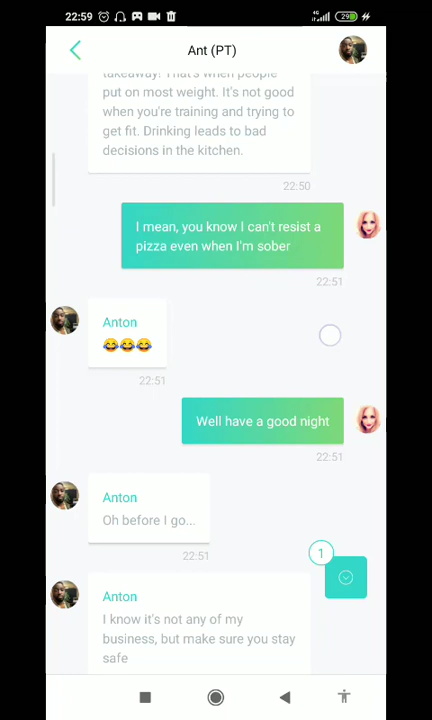 22:59
4G
29
Ant (PT)
takeaway! That's when people
put on most weight. It's not good
when you're training and trying to
get fit. Drinking leads to bad
decisions in the kitchen.
22:50
I mean, you know I can't resist a
pizza even when I'm sober
22:51
Anton
😂😂😂
22:51
Well have a good night
22:51
Anton
Oh before I go...
22:51
1
Anton
I know it's not any of my
business, but make sure you stay
safe